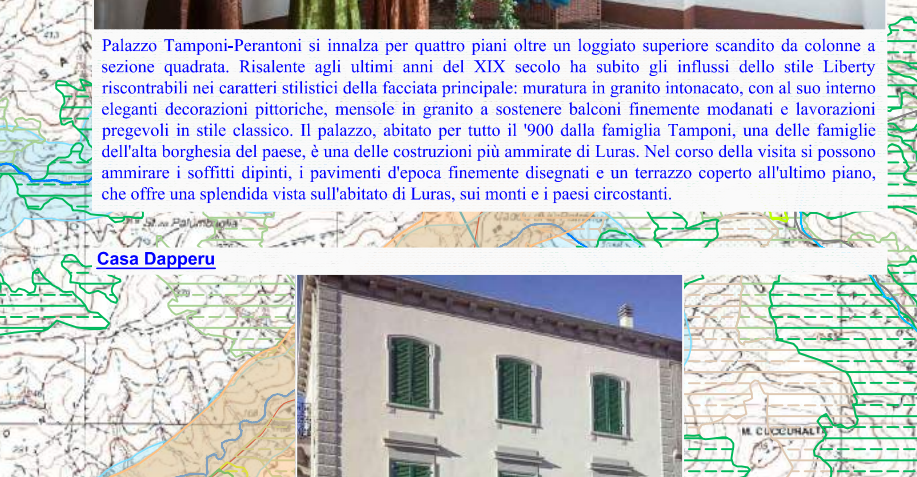 Palazzo Tamponi-Perantoni si innalza per quattro piani oltre un loggiato superiore scandito da colonne a
sezione quadrata. Risalente agli ultimi anni del XIX secolo ha subito gli influssi dello stile Liberty
riscontrabili nei caratteri stilistici della facciata principale: muratura in granito intonacato, con al suo interno
eleganti decorazioni pittoriche, mensole in granito a sostenere balconi finemente modanati e lavorazioni
pregevoli in stile classico. Il palazzo, abitato per tutto il '900 dalla famiglia Tamponi, una delle famiglie
dell'alta borghesia del paese, è una delle costruzioni più ammirate di Luras. Nel corso della visita si possono
ammirare i soffitti dipinti, i pavimenti d'epoca finemente disegnati e un terrazzo coperto all'ultimo piano,
che offre una splendida vista sull'abitato di Luras, sui monti e i paesi circostanti.
Casa Dapperu
M. CUCCURALTA